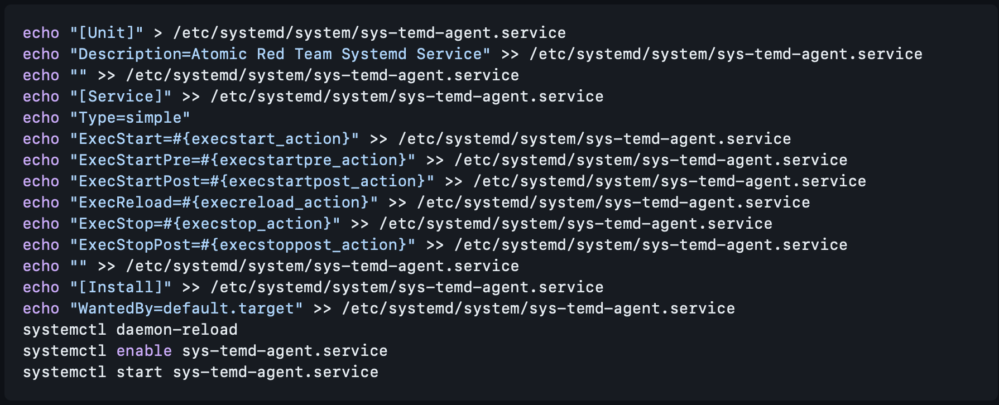 echo "[Unit]" > /etc/systemd/system/sys-temd-agent.service
echo "Description=Atomic Red Team Systemd Service" >> /etc/systemd/system/sys-temd-agent.service
echo "" >> /etc/systemd/system/sys-temd-agent.service
echo "[Service]" >> /etc/systemd/system/sys-temd-agent.service
echo "Type=simple"
echo "ExecStart=#{execstart_action}" >> /etc/systemd/system/sys-temd-agent.service
echo "ExecStartPre=#{execstartpre_action}" >> /etc/systemd/system/sys-temd-agent.service
echo "ExecStartPost=#{execstartpost_action}" >> /etc/systemd/system/sys-temd-agent.service
echo "ExecReload=#{execreload_action}" >> /etc/systemd/system/sys-temd-agent.service
echo "ExecStop=#{execstop_action}" >> /etc/systemd/system/sys-temd-agent.service
echo "ExecStopPost=#{execstoppost_action}" >> /etc/systemd/system/sys-temd-agent.service
echo "" >> /etc/systemd/system/sys-temd-agent.service
echo "[Install]" >> /etc/systemd/system/sys-temd-agent.service
echo "WantedBy=default.target" >> /etc/systemd/system/sys-temd-agent.service
systemctl daemon-reload
systemctl enable sys-temd-agent.service
systemctl start sys-temd-agent.service